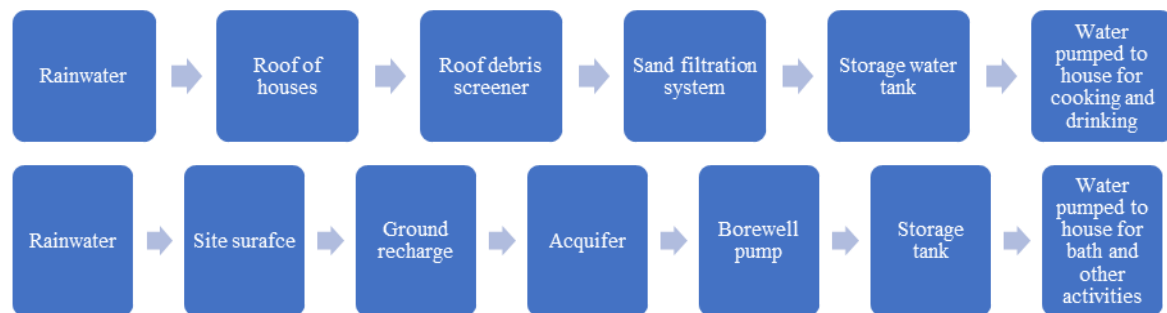 Rainwater
Roof of
houses
Roof debris
screener
Sand filtration
system
Storage water
tank
Water
pumped to
house for
cooking and
drinking
Rainwater
Site surafce
Ground
recharge
Acquifer
Borewell
pump
Storage
tank
Water
pumped to
house for
bath and
other
activities